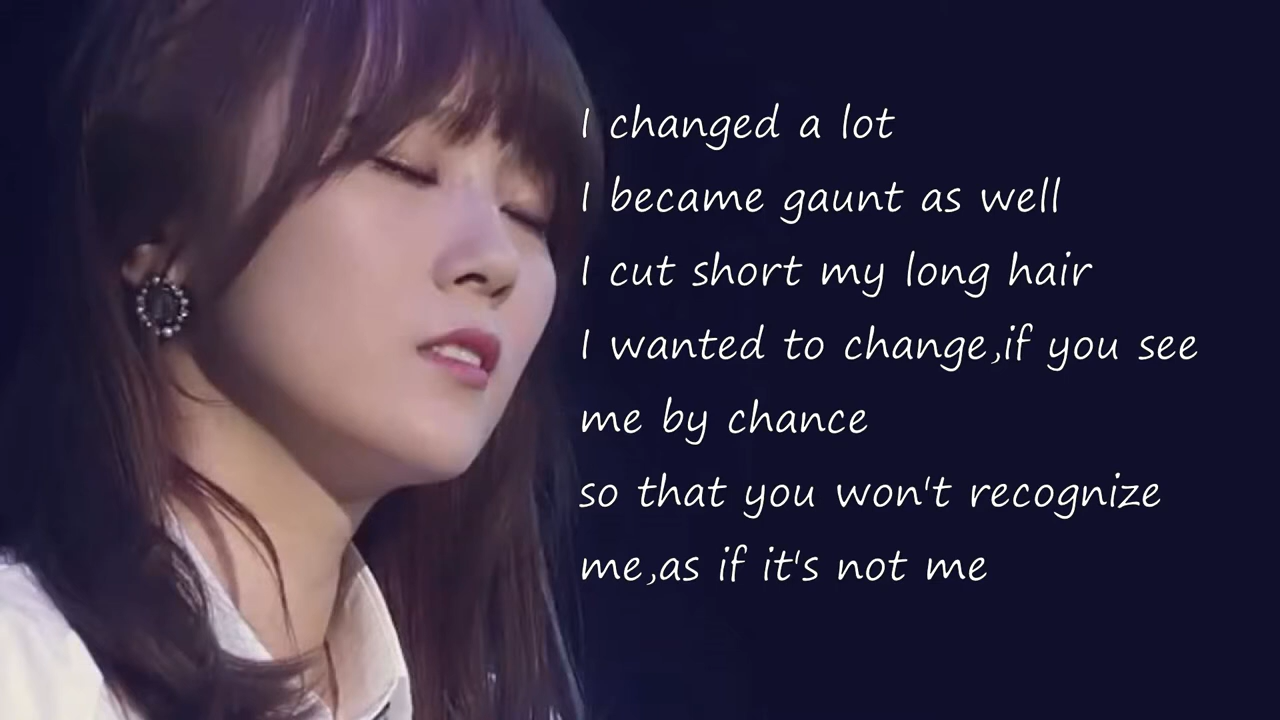 I changed a lot
I became gaunt as well
I cut short my long hair
I wanted to change,if you see
me by chance
so that you won't recognize
me,as if it's not me